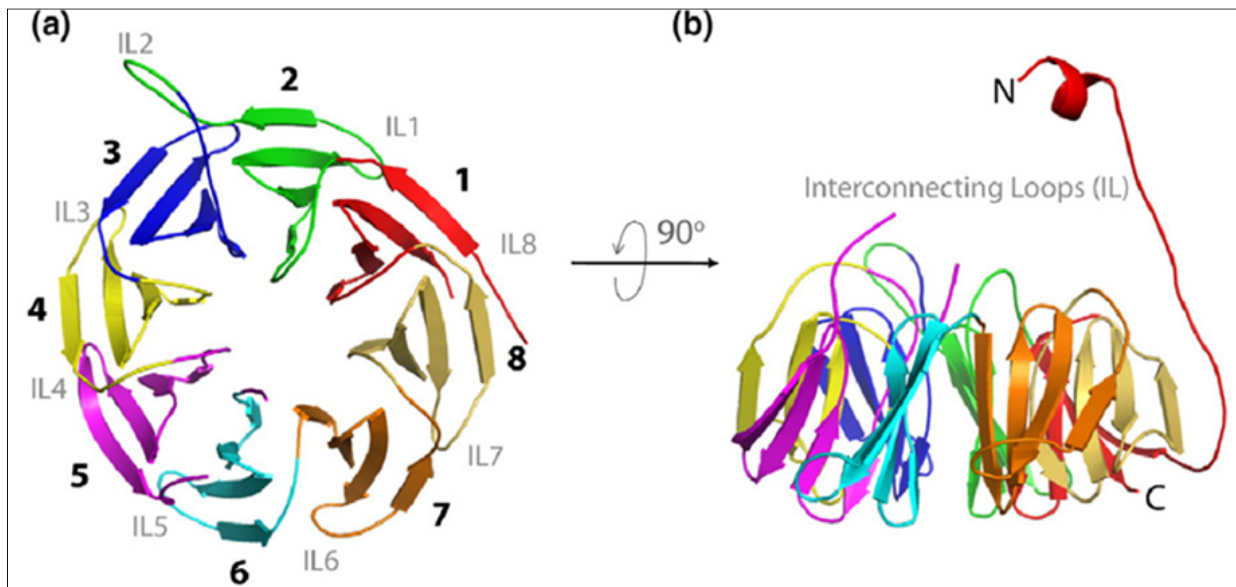 (a)
IL2
2
IL1
3
1
IL3
IL8
4
8
IL4
5
IL7
7
IL5
IL6
6
90º
(b)
N
Interconnecting Loops (IL)
C